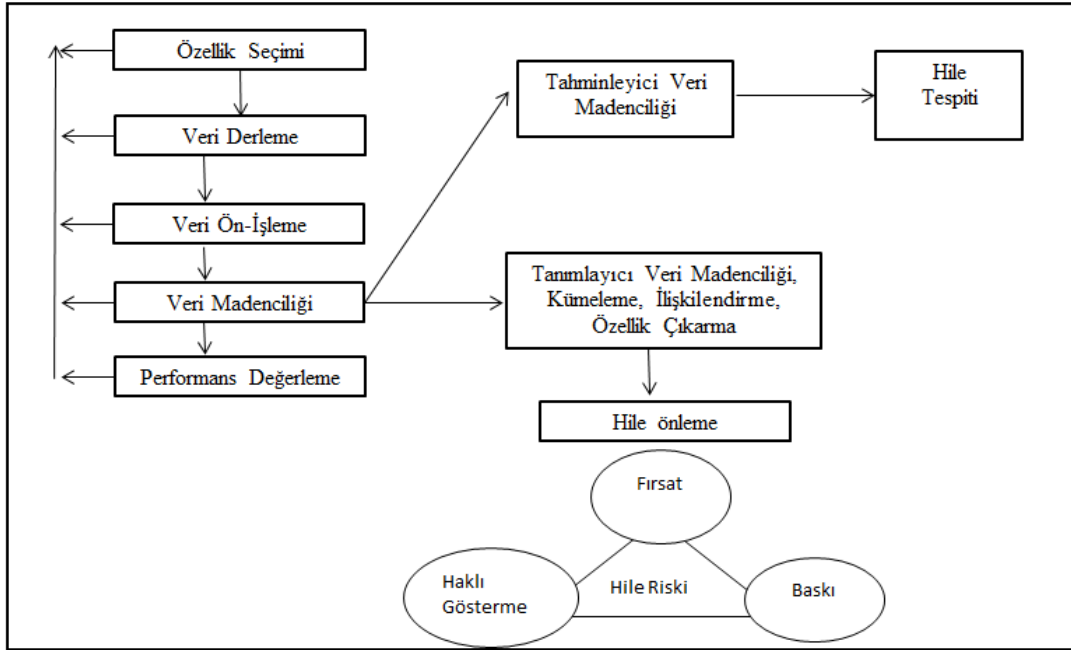 Özellik Seçimi
Veri Derleme
Veri Ön-İşleme
Veri Madenciliği
Performans Değerleme
Tahminleyici Veri
Madenciliği
Hile
Tespiti
Tanımlayıcı Veri Madenciliği,
Kümeleme, İlişkilendirme,
Özellik Çıkarma
Hile önleme
Fırsat
Haklı
Gösterme
Hile Riski
Baskı